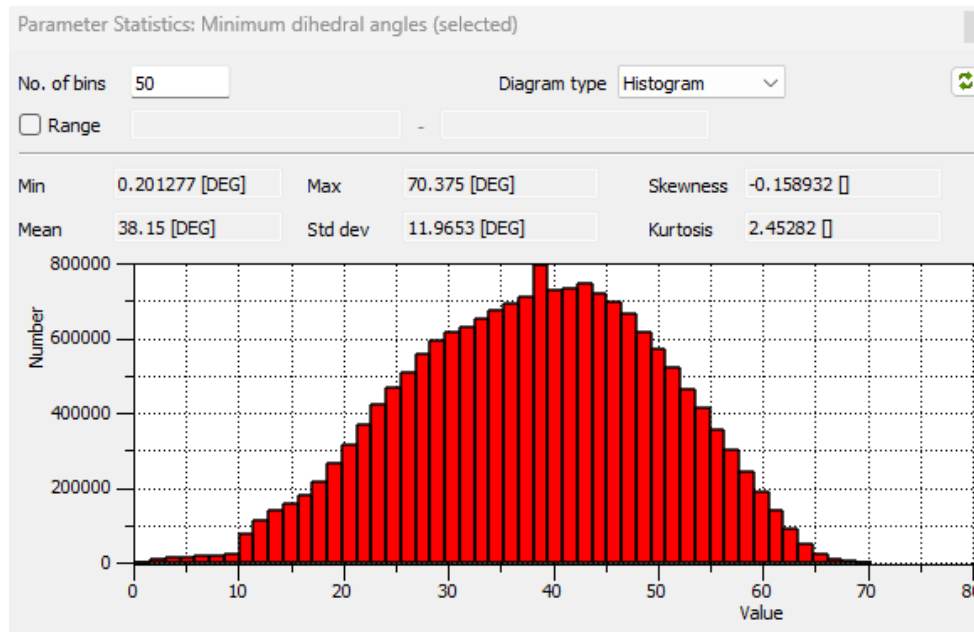 Parameter Statistics: Minimum dihedral angles (selected)
No. of bins 50 Diagram type Histogram
Range -
Min 0.201277 [DEG] Max 70.375 [DEG] Skewness -0.158932 []
Mean 38.15 [DEG] Std dev 11.9653 [DEG] Kurtosis 2.45282 []
800000
600000
400000
200000
0
Number
0 10 20 30 40 50 60 70
Value